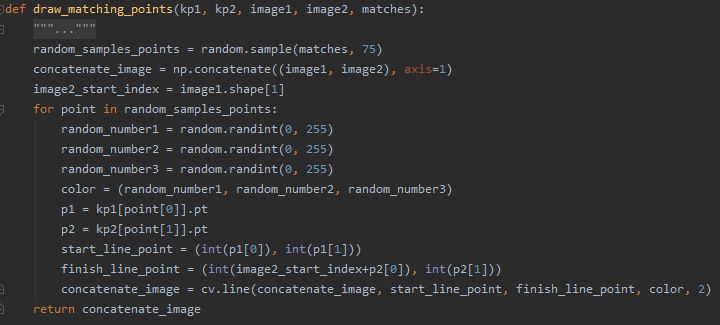 def draw_matching_points(kp1, kp2, image1, image2, matches):
    """..."""
    random_samples_points = random.sample(matches, 75)
    concatenate_image = np.concatenate((image1, image2), axis=1)
    image2_start_index = image1.shape[1]
    for point in random_samples_points:
        random_number1 = random.randint(0, 255)
        random_number2 = random.randint(0, 255)
        random_number3 = random.randint(0, 255)
        color = (random_number1, random_number2, random_number3)
        p1 = kp1[point[0]].pt
        p2 = kp2[point[1]].pt
        start_line_point = (int(p1[0]), int(p1[1]))
        finish_line_point = (int(image2_start_index+p2[0]), int(p2[1]))
        concatenate_image = cv.line(concatenate_image, start_line_point, finish_line_point, color, 2)
    return concatenate_image